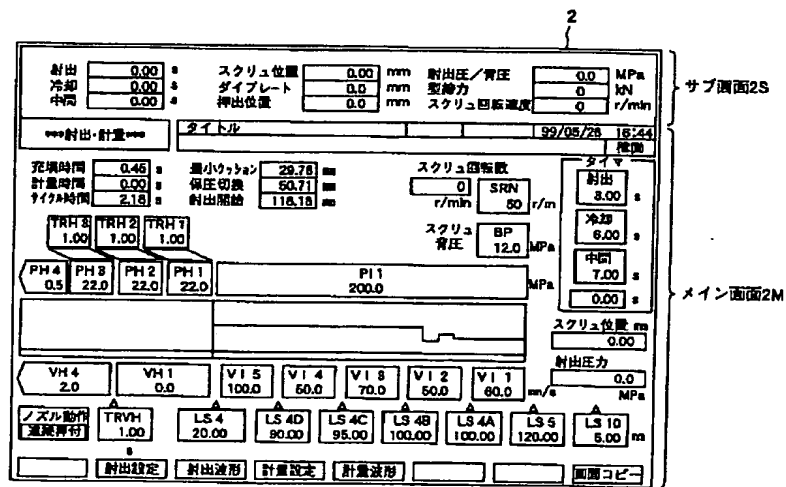 2
射出 0.00 s スクリュ位置 0.00 mm 射出圧／背圧 0.0 MPa
冷却 0.00 s ダイプレート 0.0 mm 型締力 0 kN
中間 0.00 s 押出位置 0.0 mm スクリュ回転速度 0 r/min
サブ画面2S
***射出・計量*** タイトル 99/05/26 16:44
充填時間 0.46 s 最小クッション 29.78 mm スクリュ回転数 タイマ
計量時間 0.00 s 保圧切換 50.71 mm 0 r/min SRN 50 r/m 射出 8.00 s
サイクル時間 2.18 s 射出開始 118.18 mm
スクリュ背圧 BP 12.0 MPa 冷却 6.00 s
TRH 3 TRH 2 TRH 1
1.00 1.00 1.00
中間 7.00 s
PH 4 PH 3 PH 2 PH 1 PI 1
0.5 22.0 22.0 22.0 200.0 MPa
0.00 s
メイン画面2M
スクリュ位置 mm
0.00
射出圧力
0.0 MPa
VH 4 VH 1 VI 5 VI 4 VI 3 VI 2 VI 1
2.0 0.0 100.0 50.0 70.0 50.0 60.0 mm/s
ノズル動作 TRVH LS 4 LS 4D LS 4C LS 4B LS 4A LS 5 LS 10
連続押付 1.00 20.00 90.00 95.00 100.00 100.00 120.00 5.00 m
s
射出設定 射出波形 計量設定 計量波形 画面コピー